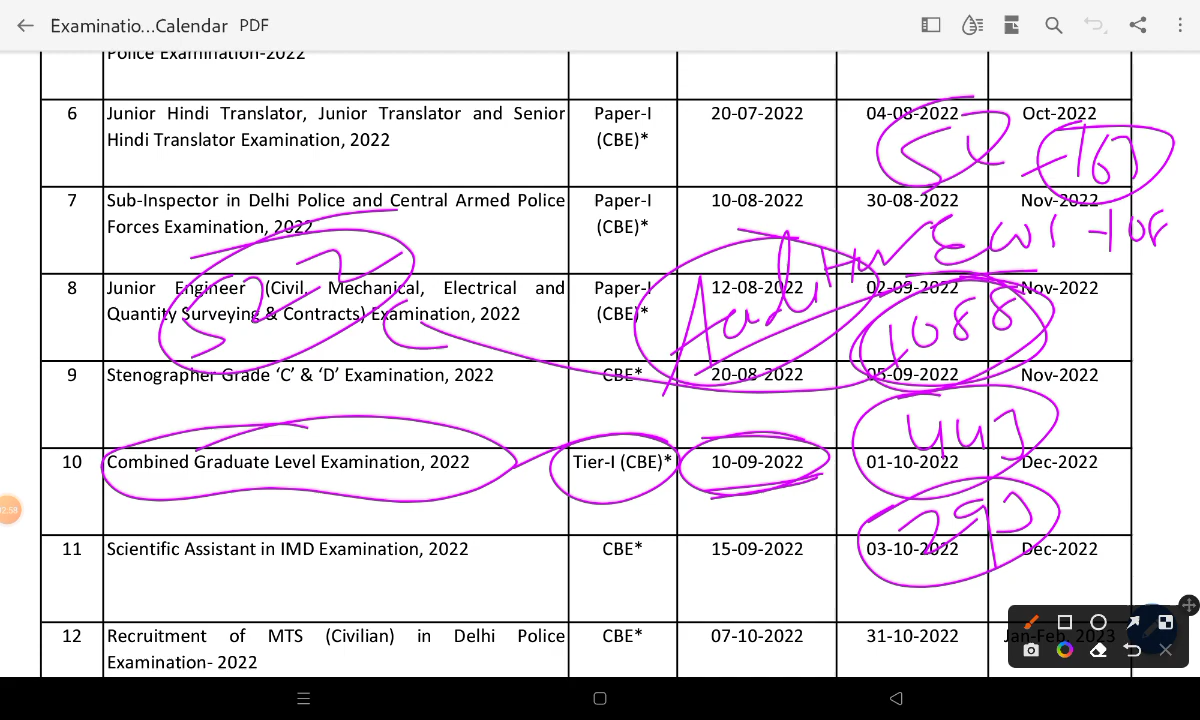 Examinatio...Calendar PDF
Police Examination-2022
6 Junior Hindi Translator, Junior Translator and Senior Hindi Translator Examination, 2022 Paper-I (CBE)* 20-07-2022 04-08-2022 Oct-2022
7 Sub-Inspector in Delhi Police and Central Armed Police Forces Examination, 2022 Paper-I (CBE)* 10-08-2022 30-08-2022 Nov-2022
8 Junior Engineer (Civil, Mechanical, Electrical and Quantity Surveying & Contracts) Examination, 2022 Paper-I (CBE)* 12-08-2022 02-09-2022 Nov-2022
9 Stenographer Grade 'C' & 'D' Examination, 2022 CBE* 20-08-2022 05-09-2022 Nov-2022
10 Combined Graduate Level Examination, 2022 Tier-I (CBE)* 10-09-2022 01-10-2022 Dec-2022
11 Scientific Assistant in IMD Examination, 2022 CBE* 15-09-2022 03-10-2022 Dec-2022
12 Recruitment of MTS (Civilian) in Delhi Police Examination- 2022 CBE* 07-10-2022 31-10-2022 Jan-Feb, 2023
1088